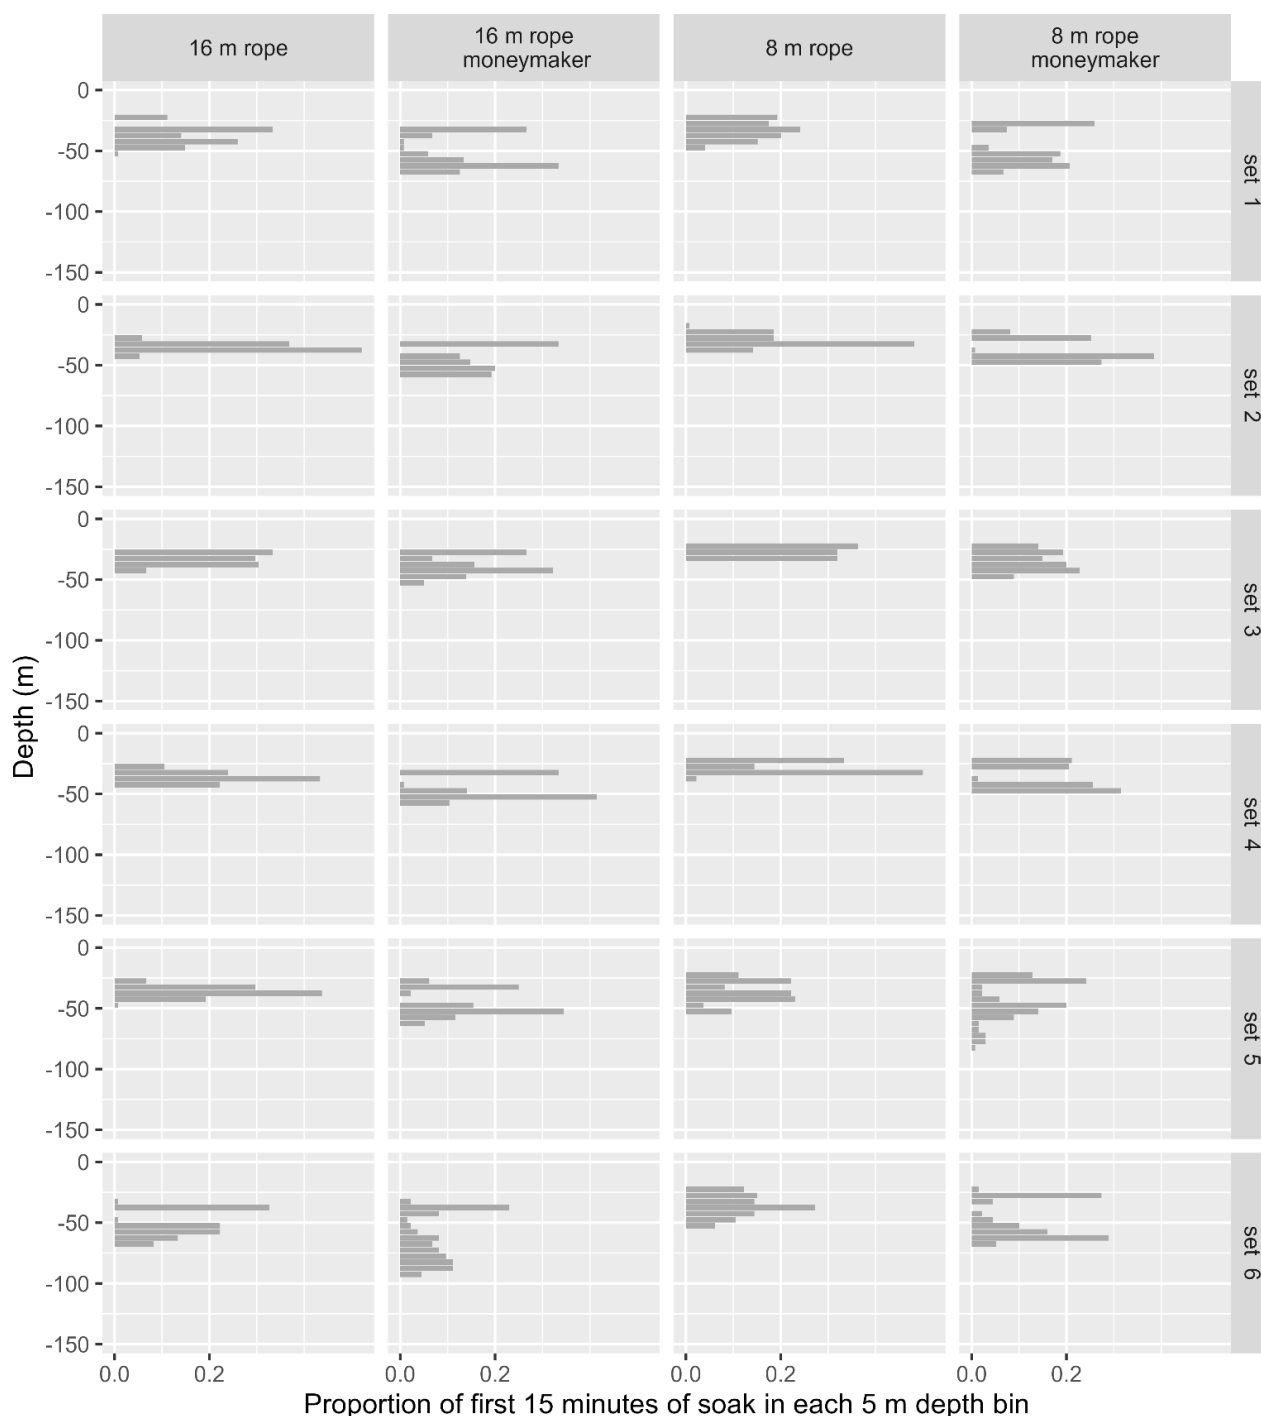 16 m rope
16 m rope
moneymaker
8 m rope
8 m rope
moneymaker
0
-50
-100
-150
set 1
0
-50
-100
-150
set 2
0
-50
-100
-150
set 3
0
-50
-100
-150
set 4
0
-50
-100
-150
set 5
0
-50
-100
-150
set 6
Depth (m)
0.0 0.2 0.0 0.2 0.0 0.2 0.0 0.2
Proportion of first 15 minutes of soak in each 5 m depth bin